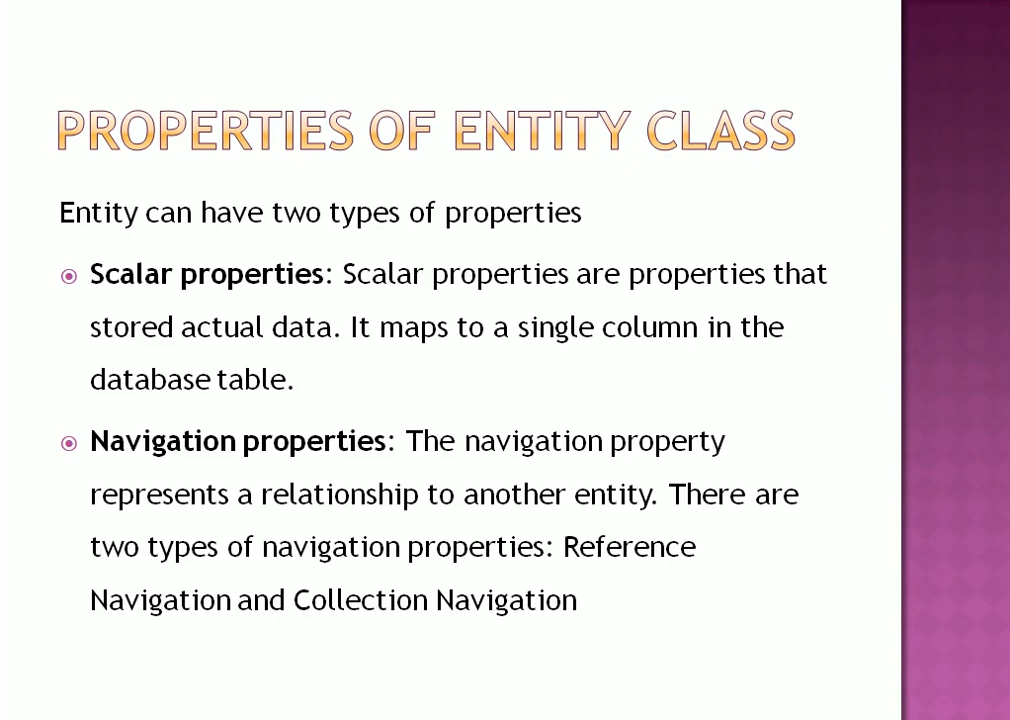 PROPERTIES OF ENTITY CLASS
Entity can have two types of properties
Scalar properties: Scalar properties are properties that
stored actual data. It maps to a single column in the
database table.
Navigation properties: The navigation property
represents a relationship to another entity. There are
two types of navigation properties: Reference
Navigation and Collection Navigation